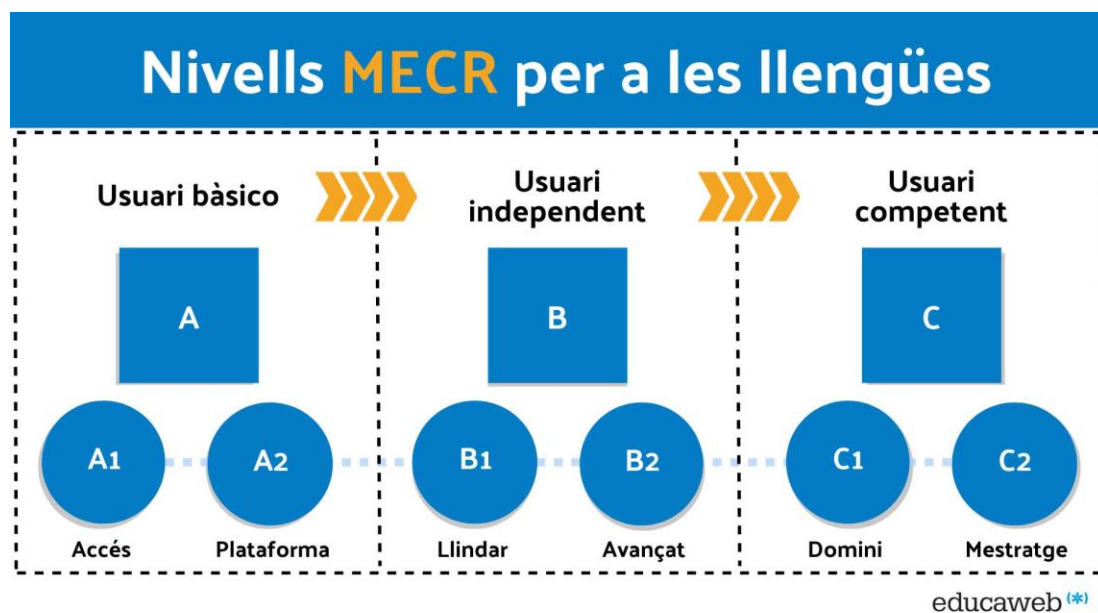 Nivells MECR per a les llengües
Usuari bàsico
Usuari
independent
Usuari
competent
A
B
C
A1
A2
B1
B2
C1
C2
Accés
Plataforma
Llindar
Avançat
Domini
Mestratge
educaweb (*)